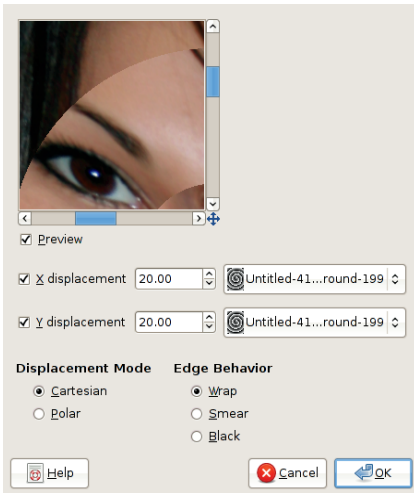 Preview
X displacement 20.00 Untitled-41...round-199
Y displacement 20.00 Untitled-41...round-199
Displacement Mode Edge Behavior
Cartesian Wrap
Polar Smear
Black
Help Cancel OK